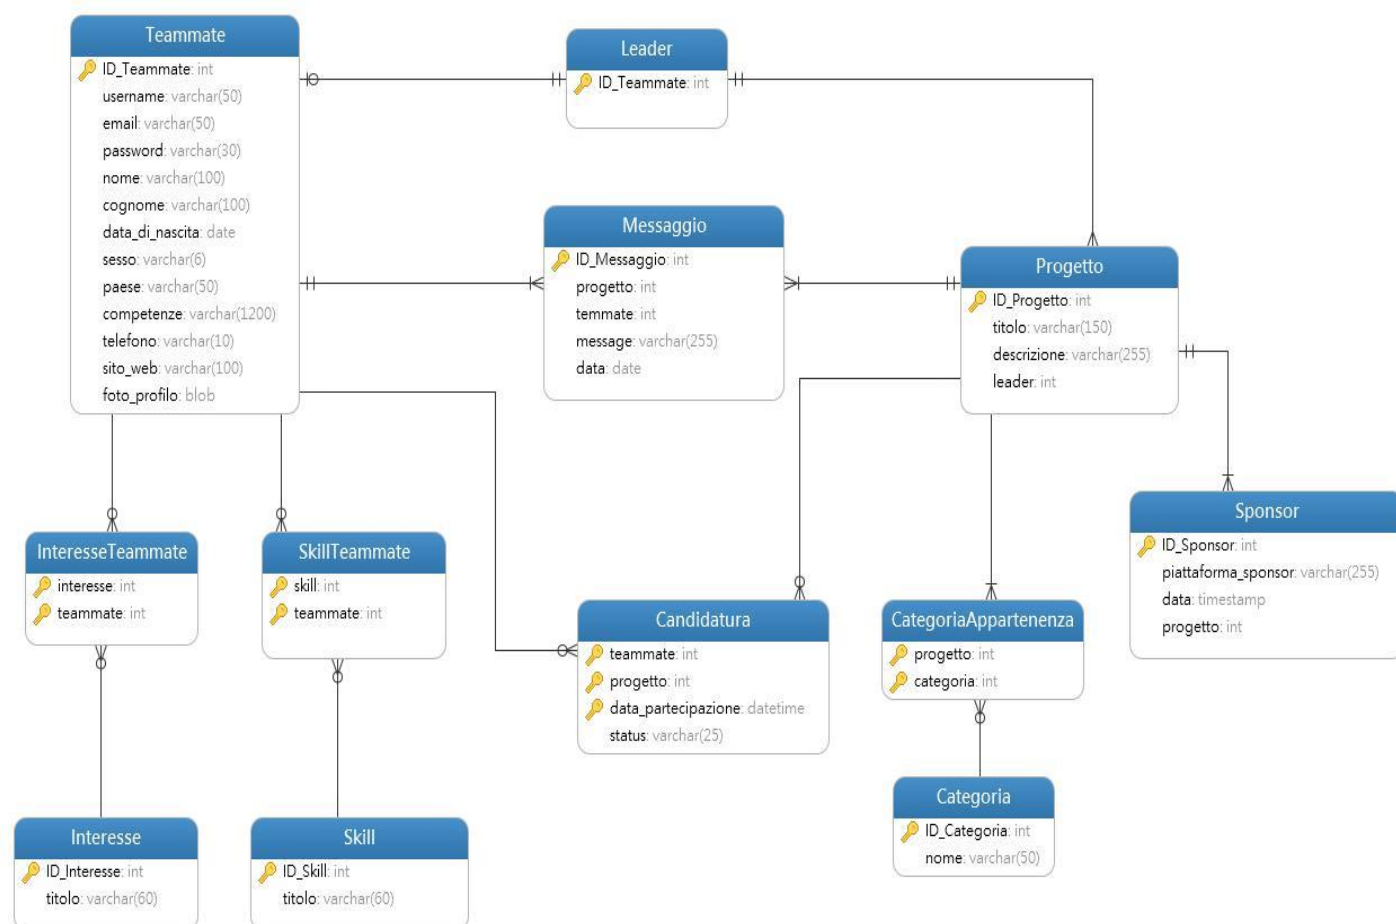 Teammate
ID_Teammate: int
username: varchar(50)
email: varchar(50)
password: varchar(30)
nome: varchar(100)
cognome: varchar(100)
data_di_nascita: date
sesso: varchar(6)
paese: varchar(50)
competenze: varchar(1200)
telefono: varchar(10)
sito_web: varchar(100)
foto_profilo: blob
Leader
ID_Teammate: int
Messaggio
ID_Messaggio: int
progetto: int
temmate: int
message: varchar(255)
data: date
Progetto
ID_Progetto: int
titolo: varchar(150)
descrizione: varchar(255)
leader: int
Sponsor
ID_Sponsor: int
piattaforma_sponsor: varchar(255)
data: timestamp
progetto: int
InteresseTeammate
interesse: int
teammate: int
SkillTeammate
skill: int
teammate: int
Candidatura
teammate: int
progetto: int
data_partecipazione: datetime
status: varchar(25)
CategoriaAppartenenza
progetto: int
categoria: int
Categoria
ID_Categoria: int
nome: varchar(50)
Interesse
ID_Interesse: int
titolo: varchar(60)
Skill
ID_Skill: int
titolo: varchar(60)